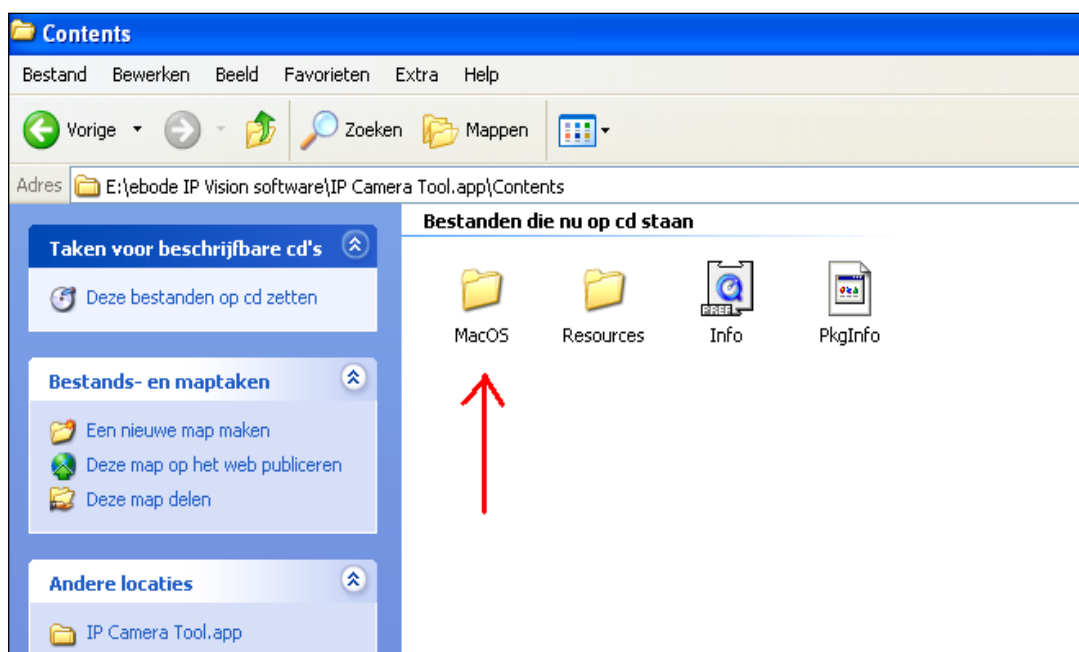 Contents
Bestand Bewerken Beeld Favorieten Extra Help
Vorige Zoeken Mappen
Adres E:\ebode IP Vision software\IP Camera Tool.app\Contents
Taken voor beschrijfbare cd's
Deze bestanden op cd zetten
Bestands- en maptaken
Een nieuwe map maken
Deze map op het web publiceren
Deze map delen
Andere locaties
IP Camera Tool.app
Bestanden die nu op cd staan
PREF
MacOS Resources Info PkgInfo